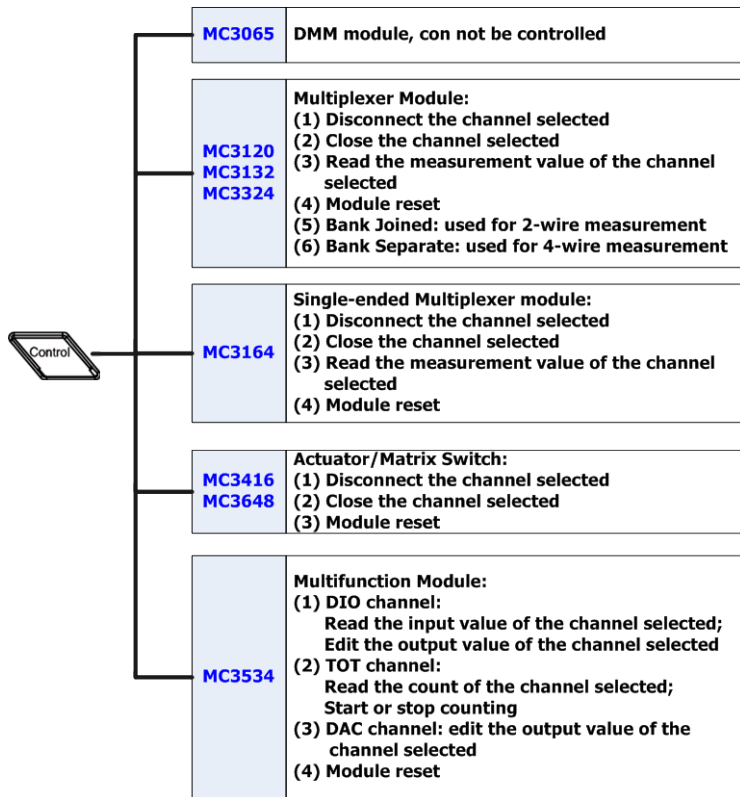 Control
MC3065
DMM module, con not be controlled
MC3120
MC3132
MC3324
Multiplexer Module:
(1) Disconnect the channel selected
(2) Close the channel selected
(3) Read the measurement value of the channel
selected
(4) Module reset
(5) Bank Joined: used for 2-wire measurement
(6) Bank Separate: used for 4-wire measurement
MC3164
Single-ended Multiplexer module:
(1) Disconnect the channel selected
(2) Close the channel selected
(3) Read the measurement value of the channel
selected
(4) Module reset
MC3416
MC3648
Actuator/Matrix Switch:
(1) Disconnect the channel selected
(2) Close the channel selected
(3) Module reset
MC3534
Multifunction Module:
(1) DIO channel:
Read the input value of the channel selected;
Edit the output value of the channel selected
(2) TOT channel:
Read the count of the channel selected;
Start or stop counting
(3) DAC channel: edit the output value of the
channel selected
(4) Module reset